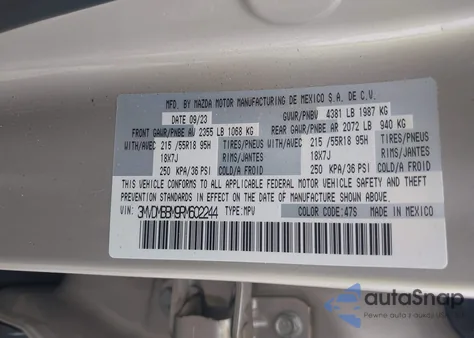 MFD. BY MAZDA MOTOR MANUFACTURING DE MEXICO S.A. DE C.V.
DATE 09/23 GVWR/PNBV 4381 LB 1987 KG
FRONT GAWR/PNBE AV 2355 LB 1068 KG REAR GAWR/PNBE AR 2072 LB 940 KG
WITH/AVEC 215/55R18 95H TIRES/PNEUS WITH/AVEC 215/55R18 95H TIRES/PNEUS
18X7J RIMS/JANTES 18X7J RIMS/JANTES
250 KPA/36 PSI COLD/A FROID 250 KPA/36 PSI COLD/A FROID
THIS VEHICLE CONFORMS TO ALL APPLICABLE FEDERAL MOTOR VEHICLE SAFETY AND
THEFT PREVENTION STANDARDS IN EFFECT ON THE DATE OF MANUFACTURE SHOWN ABOVE.
VIN: 3MVDMBBM9RM602244 TYPE: MPV COLOR CODE: 47S MADE IN MEXICO
autoSnap
Pewne auto z aukcji USA